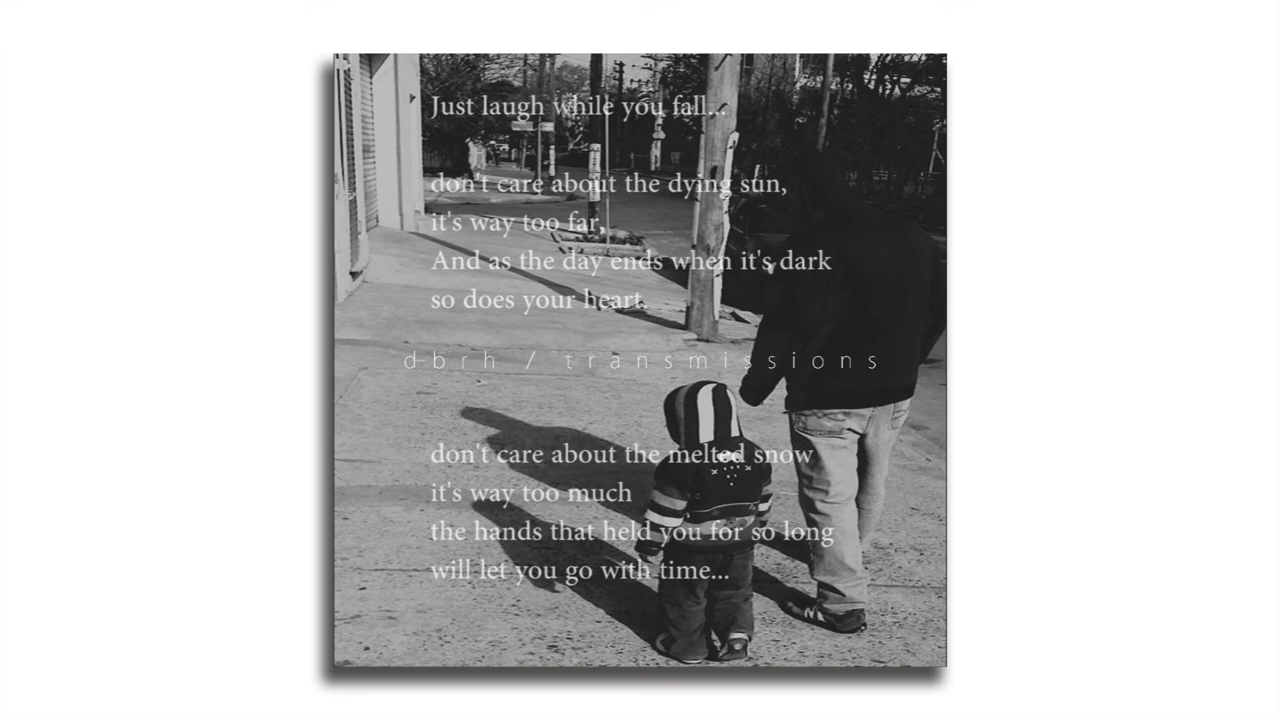 Just laugh while you fall...
don't care about the dying sun,
it's way too far,
And as the day ends when it's dark
so does your heart.
dbrh / transmissions
don't care about the melted snow
it's way too much
the hands that held you for so long
will let you go with time...